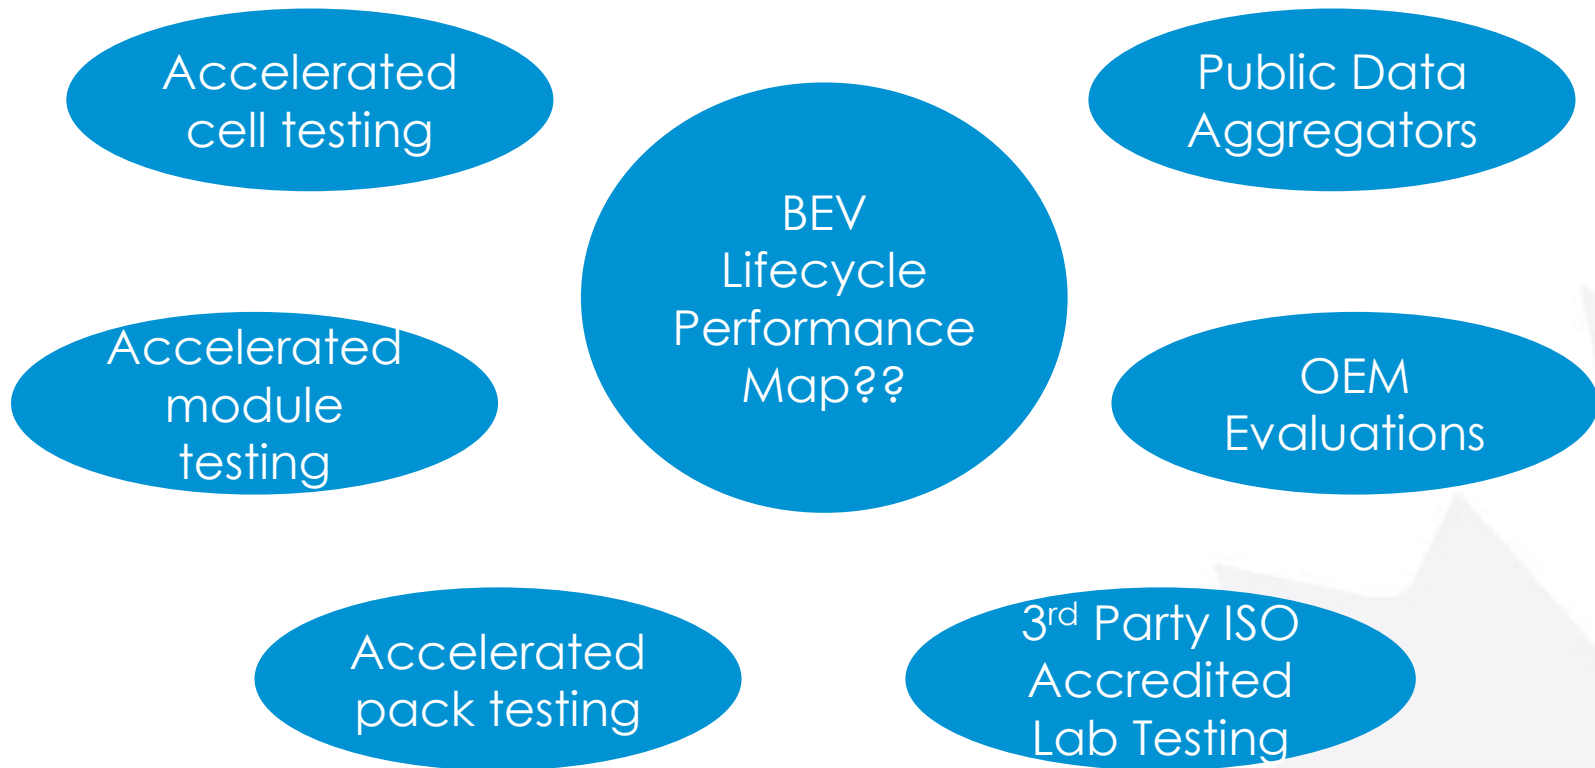 Accelerated
cell testing
Public Data
Aggregators
BEV
Lifecycle
Performance
Map??
Accelerated
module
testing
OEM
Evaluations
Accelerated
pack testing
3rd Party ISO
Accredited
Lab Testing